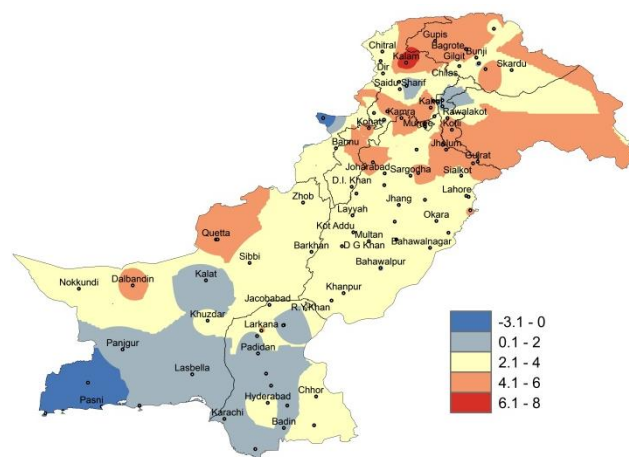 Gupis
Chitral
Bagrote
Gilgit
Bunji
Kalam
Dir
Skardu
Chilas
Saidu Sharif
Kakul
Rawalakot
Kamra
Kohat
Murree
Kotli
Bannu
Jhelum
Gujrat
Joharabad
Sargogha
Sialkot
D.I. Khan
Lahore
Zhob
Jhang
Layyah
Okara
Quetta
Kot Addu
Multan
Barkhan
D G Khan
Bahawalnagar
Sibbi
Bahawalpur
Kalat
Dalbandin
Nokkundi
Khanpur
Jacobabad
R.Y.Khan
Khuzdar
Larkana
Panjgur
Padidan
Lasbella
Pasni
Hyderabad
Chhor
Karachi
Badin
-3.1 - 0
0.1 - 2
2.1 - 4
4.1 - 6
6.1 - 8